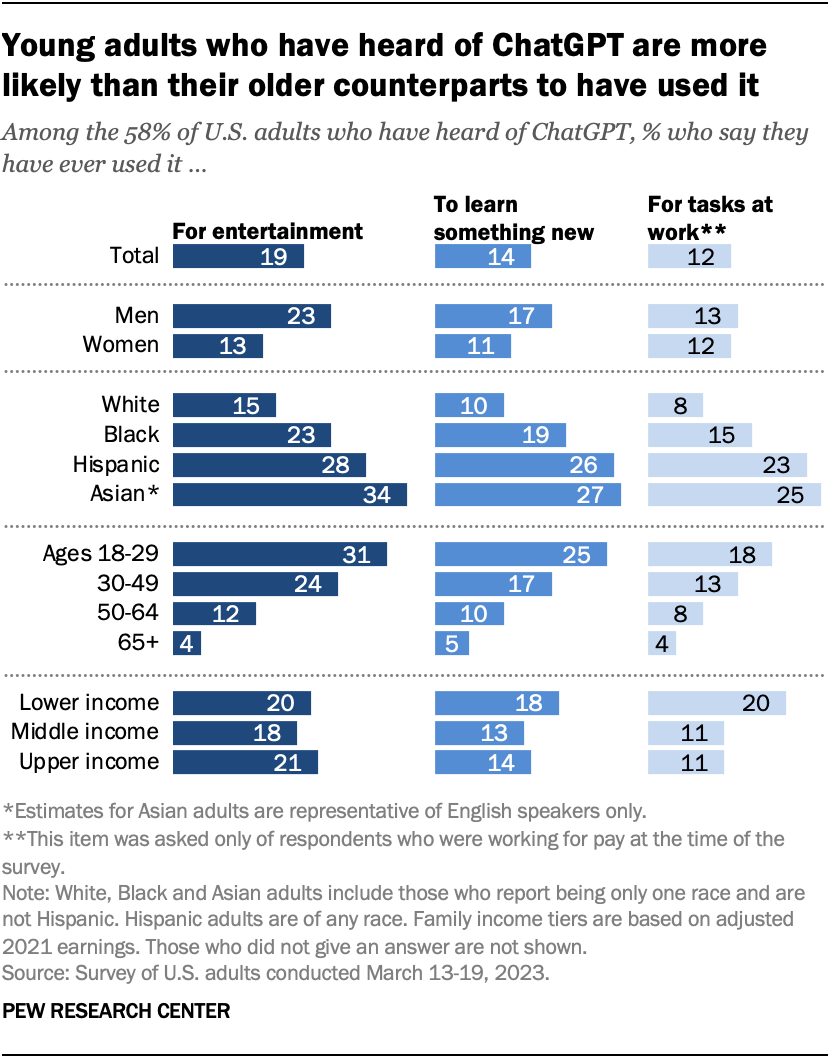 Young adults who have heard of ChatGPT are more
likely than their older counterparts to have used it
Among the 58% of U.S. adults who have heard of ChatGPT, % who say they
have ever used it ...
For entertainment
To learn
something new
For tasks at
work**
Total 19 14 12
Men 23 17 13
Women 13 11 12
White 15 10 8
Black 23 19 15
Hispanic 28 26 23
Asian* 34 27 25
Ages 18-29 31 25 18
30-49 24 17 13
50-64 12 10 8
65+ 4 5 4
Lower income 20 18 20
Middle income 18 13 11
Upper income 21 14 11
*Estimates for Asian adults are representative of English speakers only.
**This item was asked only of respondents who were working for pay at the time of the
survey.
Note: White, Black and Asian adults include those who report being only one race and are
not Hispanic. Hispanic adults are of any race. Family income tiers are based on adjusted
2021 earnings. Those who did not give an answer are not shown.
Source: Survey of U.S. adults conducted March 13-19, 2023.
PEW RESEARCH CENTER